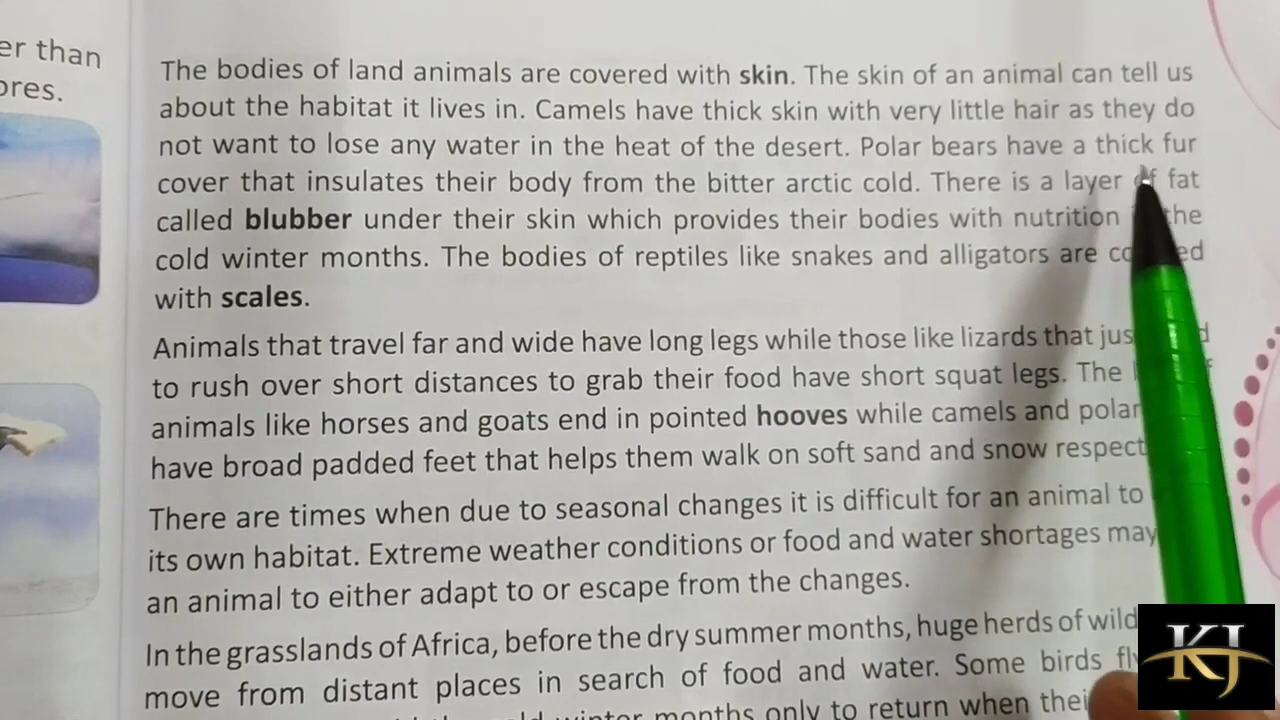 er than
ores.
The bodies of land animals are covered with skin. The skin of an animal can tell us
about the habitat it lives in. Camels have thick skin with very little hair as they do
not want to lose any water in the heat of the desert. Polar bears have a thick fur
cover that insulates their body from the bitter arctic cold. There is a layer of fat
called blubber under their skin which provides their bodies with nutrition the
cold winter months. The bodies of reptiles like snakes and alligators are
with scales.
Animals that travel far and wide have long legs while those like lizards that
to rush over short distances to grab their food have short squat legs. The
animals like horses and goats end in pointed hooves while camels and polar
have broad padded feet that helps them walk on soft sand and snow
There are times when due to seasonal changes it is difficult for an animal to
its own habitat. Extreme weather conditions or food and water shortages may
an animal to either adapt to or escape from the changes.
In the grasslands of Africa, before the dry summer months, huge herds of wild
move from distant places in search of food and water. Some birds
cold winter months only to return when
KJ